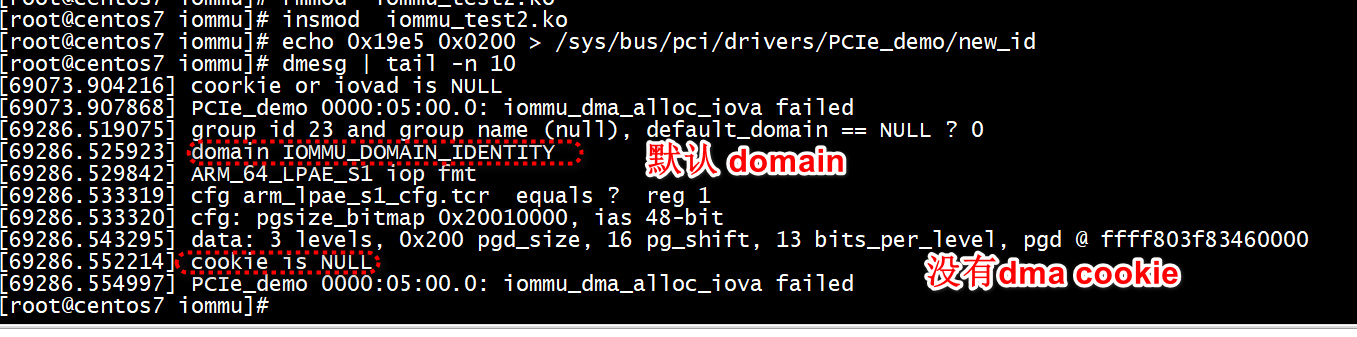 [root@centos7 iommu]# rmmod  iommu_test2.ko
[root@centos7 iommu]# insmod  iommu_test2.ko
[root@centos7 iommu]# echo 0x19e5 0x0200 > /sys/bus/pci/drivers/PCIe_demo/new_id
[root@centos7 iommu]# dmesg | tail -n 10
[69073.904216] coorkie or iovad is NULL
[69073.907868] PCIe_demo 0000:05:00.0: iommu_dma_alloc_iova failed
[69286.519075] group id 23 and group name (null), default_domain == NULL ? 0
[69286.525923] domain IOMMU_DOMAIN_IDENTITY
默认 domain
[69286.529842] ARM_64_LPAE_S1 iop fmt
[69286.533319] cfg arm_lpae_s1_cfg.tcr  equals ?  reg 1
[69286.533320] cfg: pgsize_bitmap 0x20010000, ias 48-bit
[69286.543295] data: 3 levels, 0x200 pgd_size, 16 pg_shift, 13 bits_per_level, pgd @ ffff803f83460000
[69286.552214] cookie is NULL
没有dma cookie
[69286.554997] PCIe_demo 0000:05:00.0: iommu_dma_alloc_iova failed
[root@centos7 iommu]#